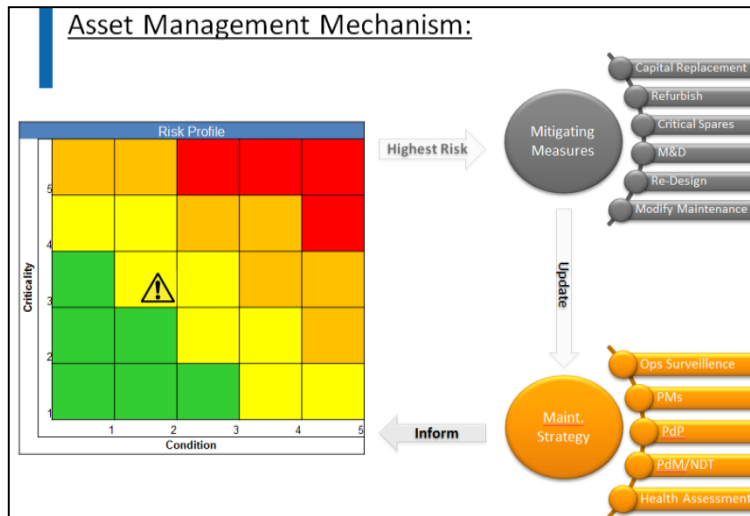 Asset Management Mechanism:
Risk Profile
Criticality
5
4
3
2
1
1
2
3
4
5
Condition
Highest Risk
Mitigating
Measures
Capital Replacement
Refurbish
Critical Spares
M&D
Re-Design
Modify Maintenance
Update
Maint.
Strategy
Ops Surveillence
PMs
PdP
PdM/NDT
Health Assessment
Inform